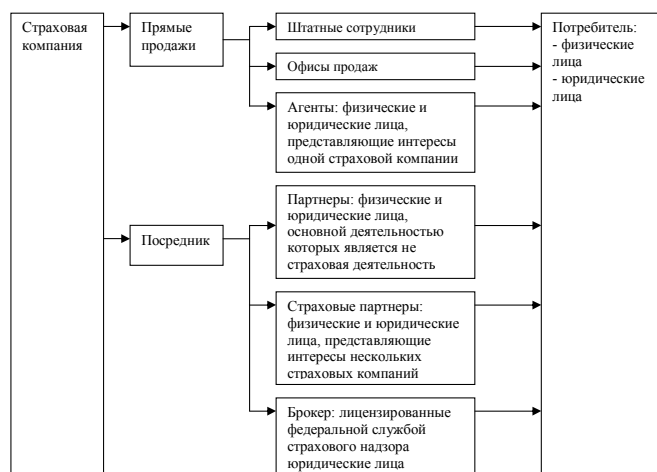 Страховая
компания
Прямые
продажи
Штатные сотрудники
Офисы продаж
Агенты: физические и
юридические лица,
представляющие интересы
одной страховой компании
Посредник
Партнеры: физические и
юридические лица,
основной деятельностью
которых является не
страховая деятельность
Страховые партнеры:
физические и юридические
лица, представляющие
интересы нескольких
страховых компаний
Брокер: лицензированные
федеральной службой
страхового надзора
юридические лица
Потребитель:
- физические
лица
- юридические
лица